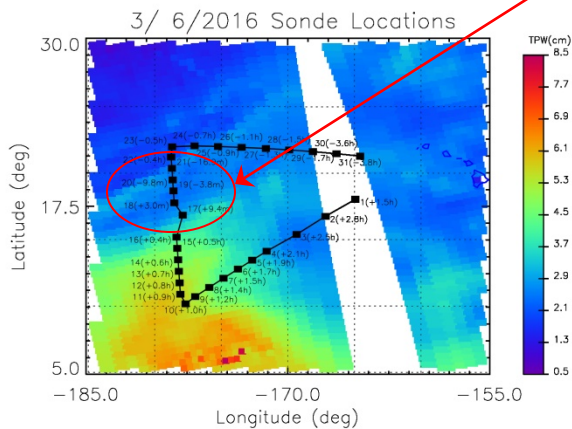 3/ 6/2016 Sonde Locations
TPW(cm)
30.0
8.5
7.7
6.9
6.1
5.3
4.5
3.7
2.9
2.1
1.3
0.5
23(−0.5h)
24(−0.7h)
26(−1.1h)
28(−1.5h)
30(−3.6h)
31(−3.8h)
20(−9.8m)
19(−3.8m)
18(+3.0m)
17(+9.4m)
17.5
1(+1.5h)
2(+2.8h)
3(+2.5h)
16(+0.4h)
15(+0.5h)
4(+2.1h)
14(+0.6h)
5(+1.9h)
13(+0.7h)
6(+1.7h)
12(+0.8h)
7(+1.5h)
11(+0.9h)
8(+1.4h)
9(+1.2h)
10(+1.0h)
5.0
−185.0
−170.0
−155.0
Latitude (deg)
Longitude (deg)